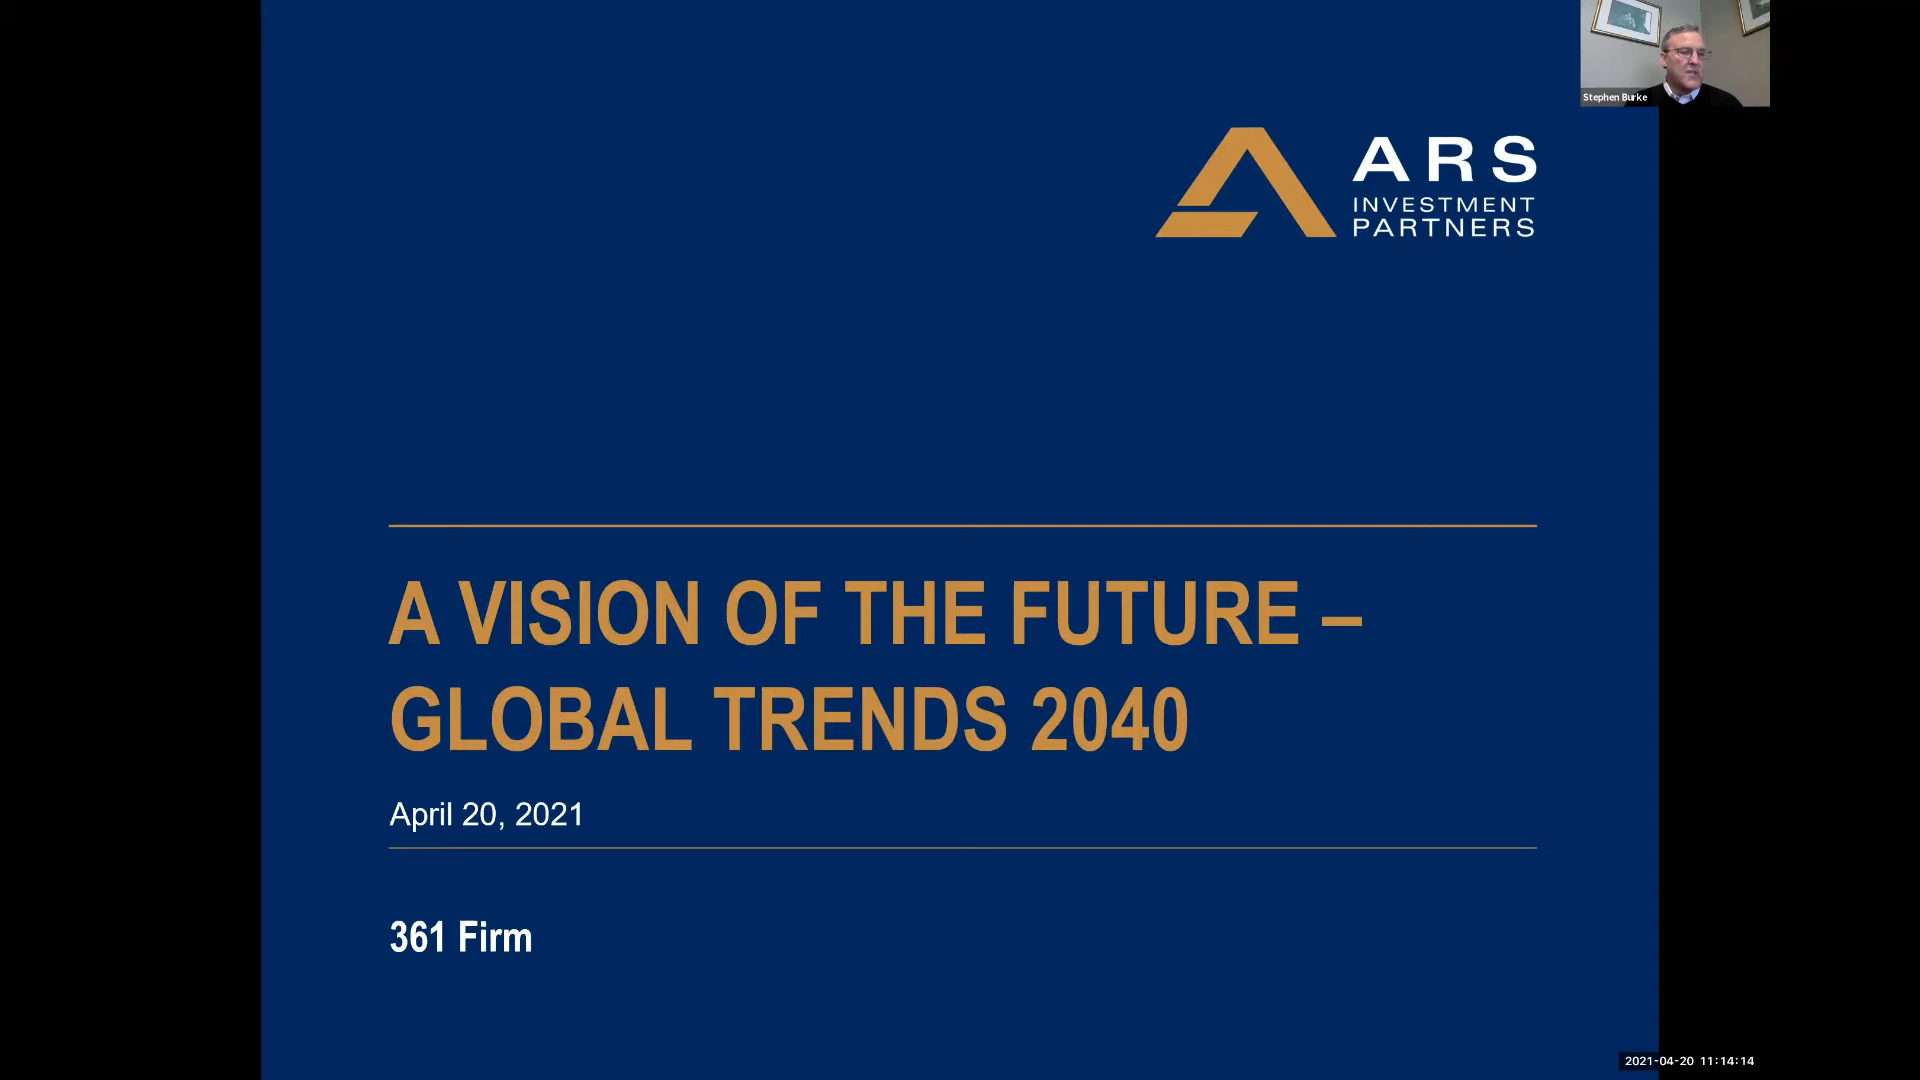 Stephen Burke
ARS
INVESTMENT
PARTNERS
A VISION OF THE FUTURE –
GLOBAL TRENDS 2040
April 20, 2021
361 Firm
2021-04-20 11:14:14